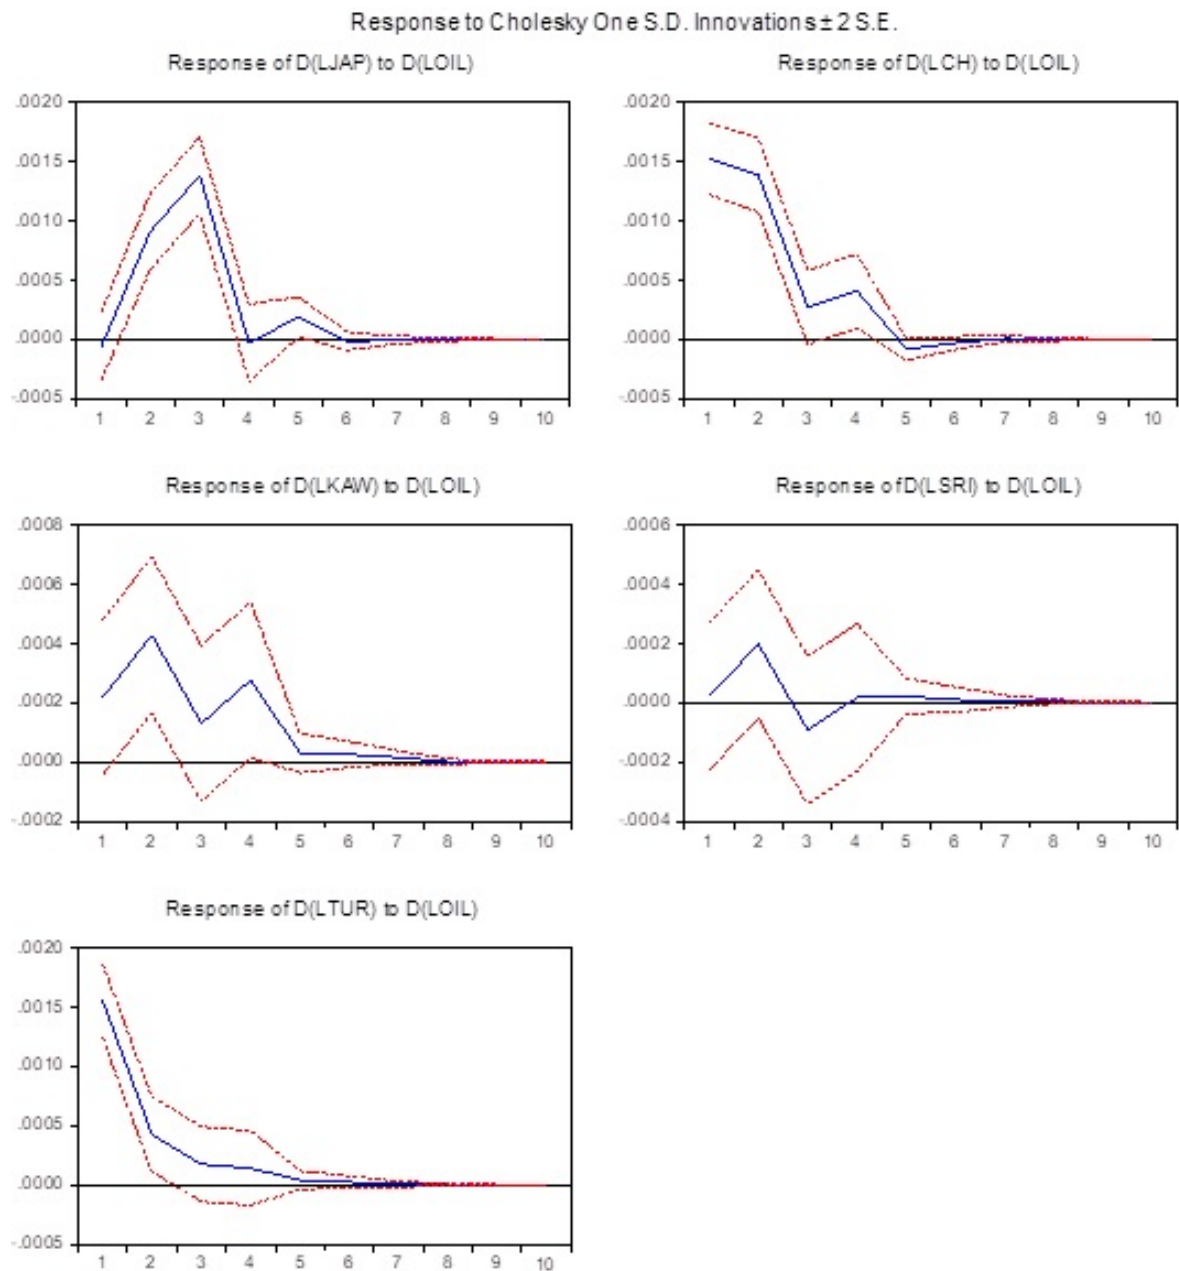 Response to Cholesky One S.D. Innovations ± 2 S.E.
Response of D(LJAP) to D(LOIL)
.0020
.0015
.0010
.0005
.0000
-.0005
1 2 3 4 5 6 7 8 9 10
Response of D(LCH) to D(LOIL)
.0020
.0015
.0010
.0005
.0000
-.0005
1 2 3 4 5 6 7 8 9 10
Response of D(LKAW) to D(LOIL)
.0008
.0006
.0004
.0002
.0000
-.0002
1 2 3 4 5 6 7 8 9 10
Response of D(LSRI) to D(LOIL)
.0006
.0004
.0002
.0000
-.0002
-.0004
1 2 3 4 5 6 7 8 9 10
Response of D(LTUR) to D(LOIL)
.0020
.0015
.0010
.0005
.0000
-.0005
1 2 3 4 5 6 7 8 9 10